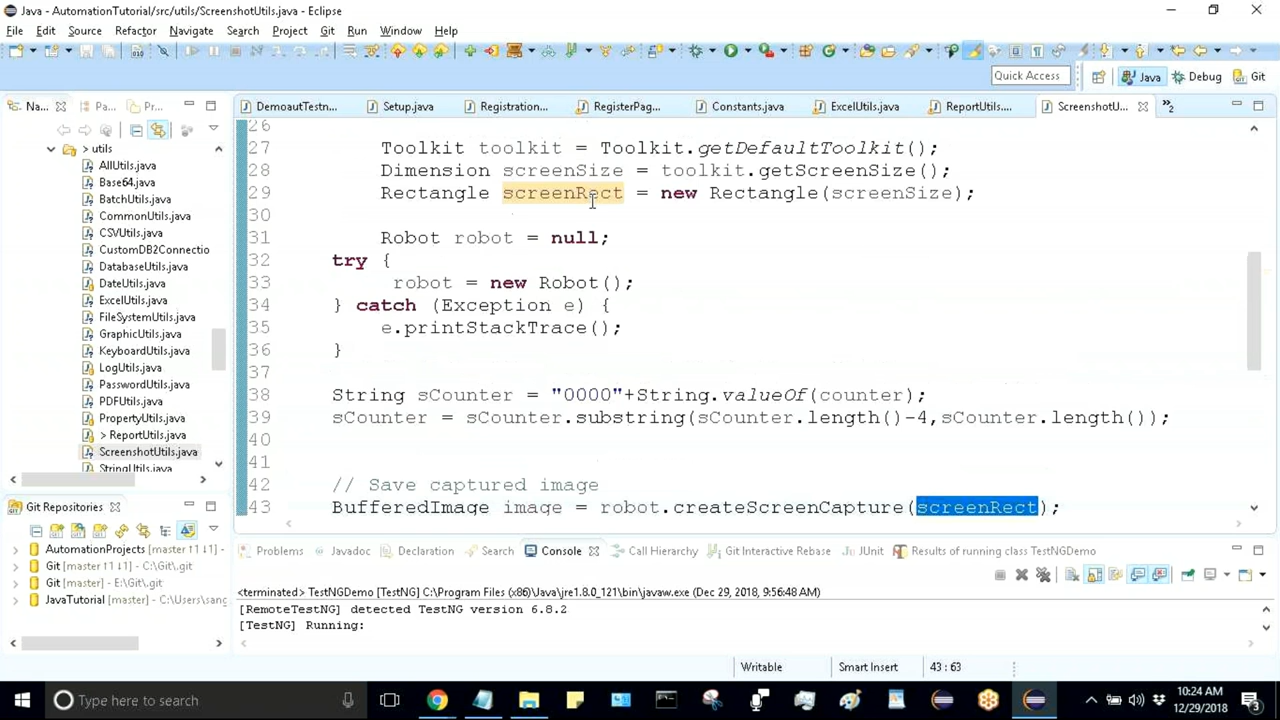 Java - AutomationTutorial/src/utils/ScreenshotUtils.java - Eclipse
File Edit Source Refactor Navigate Search Project Git Run Window Help
Quick Access Java Debug Git
Na... Pa... Pr...
DemoautTestn... Setup.java Registration... RegisterPag... Constants.java ExcelUtils.java ReportUtils.... ScreenshotU... »2
> utils
AllUtils.java
Base64.java
BatchUtils.java
CommonUtils.java
CSVUtils.java
CustomDB2Connectio
DatabaseUtils.java
DateUtils.java
ExcelUtils.java
FileSystemUtils.java
GraphicUtils.java
KeyboardUtils.java
LogUtils.java
PasswordUtils.java
PDFUtils.java
PropertyUtils.java
> ReportUtils.java
ScreenshotUtils.java
StringUtils.java
26
27 Toolkit toolkit = Toolkit.getDefaultToolkit();
28 Dimension screenSize = toolkit.getScreenSize();
29 Rectangle screenRect = new Rectangle(screenSize);
30
31 Robot robot = null;
32 try {
33 robot = new Robot();
34 } catch (Exception e) {
35 e.printStackTrace();
36 }
37
38 String sCounter = "0000"+String.valueOf(counter);
39 sCounter = sCounter.substring(sCounter.length()-4,sCounter.length());
40
41
42 // Save captured image
43 BufferedImage image = robot.createScreenCapture(screenRect);
Git Repositories
AutomationProjects [master ↑1 ↓1] -
Git [master ↑1 ↓1] - C:\Git\.git
Git [master] - E:\Git\.git
JavaTutorial [master] - C:\Users\sang
Problems Javadoc Declaration Search Console Call Hierarchy Git Interactive Rebase JUnit Results of running class TestNGDemo
<terminated> TestNGDemo [TestNG] C:\Program Files (x86)\Java\jre1.8.0_121\bin\javaw.exe (Dec 29, 2018, 9:56:48 AM)
[RemoteTestNG] detected TestNG version 6.8.2
[TestNG] Running:
Writable Smart Insert 43 : 63
Type here to search
10:24 AM
12/29/2018
3